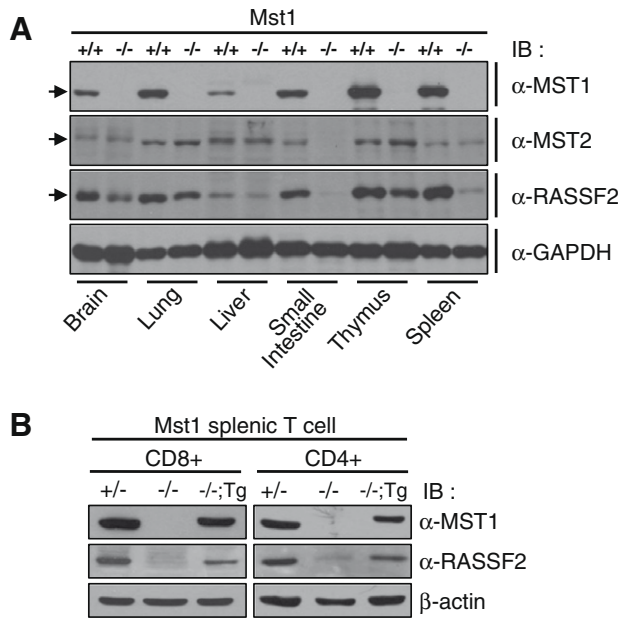 A
Mst1
+/+ -/- +/+ -/- +/+ -/- +/+ -/- +/+ -/- +/+ -/- IB :
α-MST1
α-MST2
α-RASSF2
α-GAPDH
Brain Lung Liver Small Intestine Thymus Spleen
B
Mst1 splenic T cell
CD8+ CD4+
+/- -/- -/-;Tg +/- -/- -/-;Tg IB :
α-MST1
α-RASSF2
β-actin